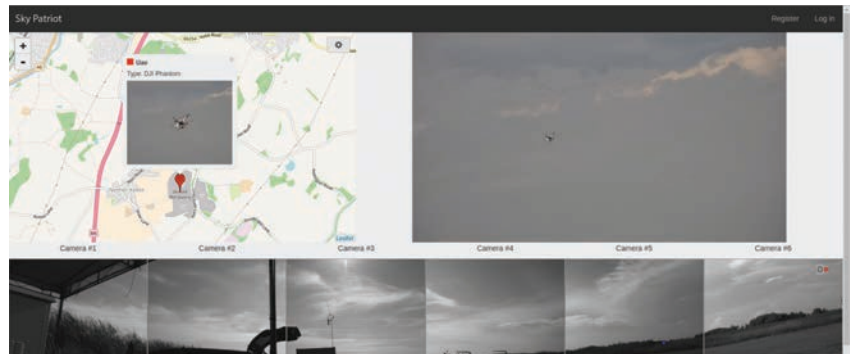 Sky Patriot
Register
Log in
+
-
Uav
Type: DJI Phantom
Leaflet
Camera #1
Camera #2
Camera #3
Camera #4
Camera #5
Camera #6